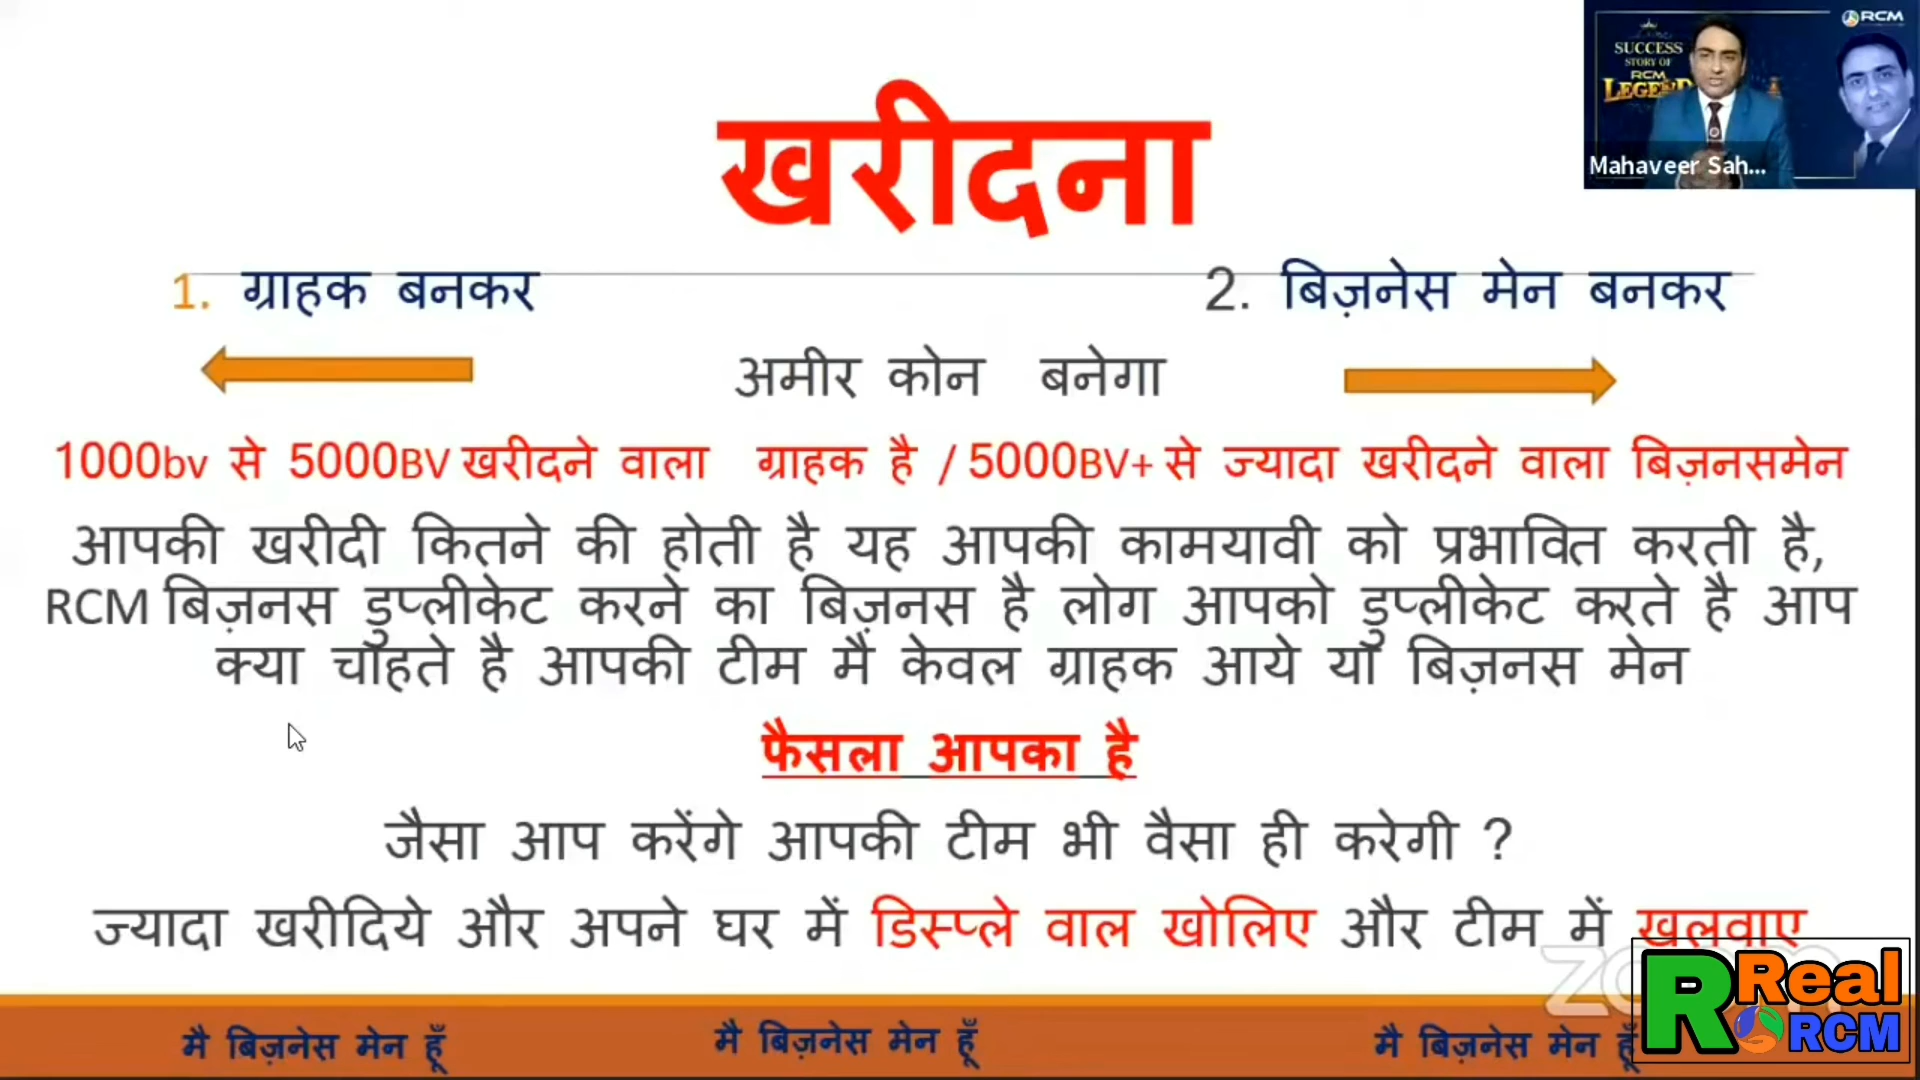 SUCCESS
STORY OF
RCM
LEGEND
RCM
Mahaveer Sah...
खरीदना
1. ग्राहक बनकर
2. बिज़नेस मेन बनकर
अमीर कोन बनेगा
1000bv से 5000BV खरीदने वाला ग्राहक है / 5000BV+ से ज्यादा खरीदने वाला बिज़नसमेन
आपकी खरीदी कितने की होती है यह आपकी कामयावी को प्रभावित करती है,
RCM बिज़नस डुप्लीकेट करने का बिज़नस है लोग आपको डुप्लीकेट करते है आप
क्या चाहते है आपकी टीम मैं केवल ग्राहक आये या बिज़नस मेन
फैसला आपका है
जैसा आप करेंगे आपकी टीम भी वैसा ही करेगी ?
ज्यादा खरीदिये और अपने घर में डिस्प्ले वाल खोलिए और टीम में खुलवाए
मै बिज़नेस मेन हूँ मै बिज़नेस मेन हूँ मै बिज़नेस मेन हूँ
zoom
R Real
RCM